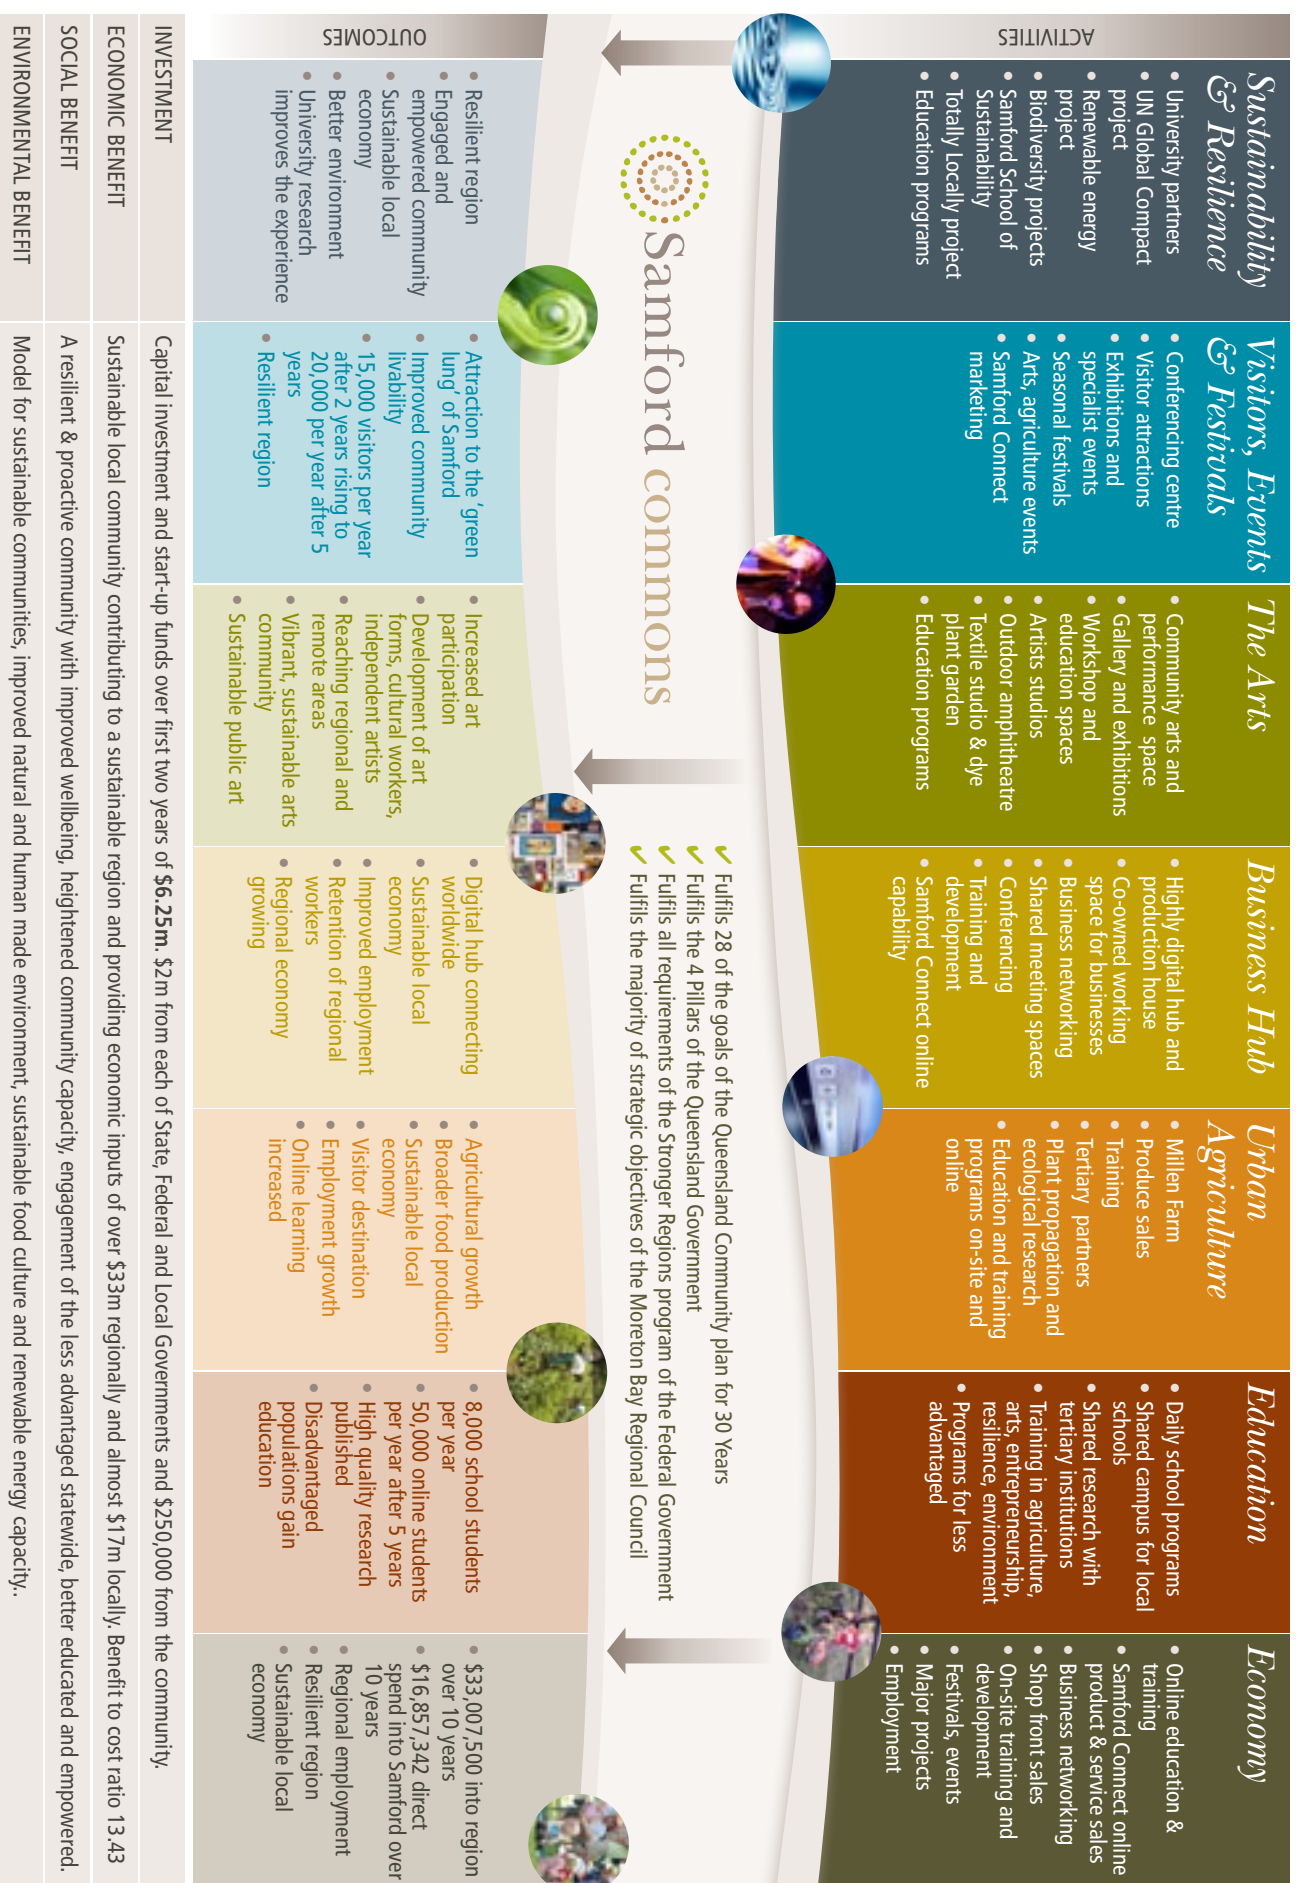 ACTIVITIES
Sustainability
& Resilience
• University partners
• UN Global Compact
project
• Renewable energy
project
• Biodiversity projects
• Samford School of
Sustainability
• Totally Locally project
• Education programs
Visitors, Events
& Festivals
• Conferencing centre
• Visitor attractions
• Exhibitions and
specialist events
• Seasonal festivals
• Arts, agriculture events
• Samford Connect
marketing
The Arts
• Community arts and
performance space
• Gallery and exhibitions
• Workshop and
education spaces
• Artists studios
• Outdoor amphitheatre
• Textile studio & dye
plant garden
• Education programs
Business Hub
• Highly digital hub and
production house
• Co-owned working
space for businesses
• Business networking
• Shared meeting spaces
• Conferencing
• Training and
development
• Samford Connect online
capability
Urban
Agriculture
• Millen Farm
• Produce sales
• Training
• Tertiary partners
• Plant propagation and
ecological research
• Education and training
programs on-site and
online
Education
• Daily school programs
• Shared campus for local
schools
• Shared research with
tertiary institutions
• Training in agriculture,
arts, entrepreneurship,
resilience, environment
• Programs for less
advantaged
Economy
• Online education &
training
• Samford Connect online
product & service sales
• Business networking
• Shop front sales
• On-site training and
development
• Festivals, events
• Major projects
• Employment
Samford commons
✔ Fulfils 28 of the goals of the Queensland Community plan for 30 Years
✔ Fulfils the 4 Pillars of the Queensland Government
✔ Fulfils all requirements of the Stronger Regions program of the Federal Government
✔ Fulfils the majority of strategic objectives of the Moreton Bay Regional Council
OUTCOMES
• Resilient region
• Engaged and
empowered community
• Sustainable local
economy
• Better environment
• University research
improves the experience
• Attraction to the ‘green
lung’ of Samford
• Improved community
livability
• 15,000 visitors per year
after 2 years rising to
20,000 per year after 5
years
• Resilient region
• Increased art
participation
• Development of art
forms, cultural workers,
independent artists
• Reaching regional and
remote areas
• Vibrant, sustainable arts
community
• Sustainable public art
• Digital hub connecting
worldwide
• Sustainable local
economy
• Improved employment
• Retention of regional
workers
• Regional economy
growing
• Agricultural growth
• Broader food production
• Sustainable local
economy
• Visitor destination
• Employment growth
• Online learning
increased
• 8,000 school students
per year
• 50,000 online students
per year after 5 years
• High quality research
published
• Disadvantaged
populations gain
education
• $33,007,500 into region
over 10 years
• $16,857,342 direct
spend into Samford over
10 years
• Regional employment
• Resilient region
• Sustainable local
economy
INVESTMENT Capital investment and start-up funds over first two years of $6.25m. $2m from each of State, Federal and Local Governments and $250,000 from the community.
ECONOMIC BENEFIT Sustainable local community contributing to a sustainable region and providing economic inputs of over $33m regionally and almost $17m locally. Benefit to cost ratio 13.43
SOCIAL BENEFIT A resilient & proactive community with improved wellbeing, heightened community capacity, engagement of the less advantaged statewide, better educated and empowered.
ENVIRONMENTAL BENEFIT Model for sustainable communities, improved natural and human made environment, sustainable food culture and renewable energy capacity..